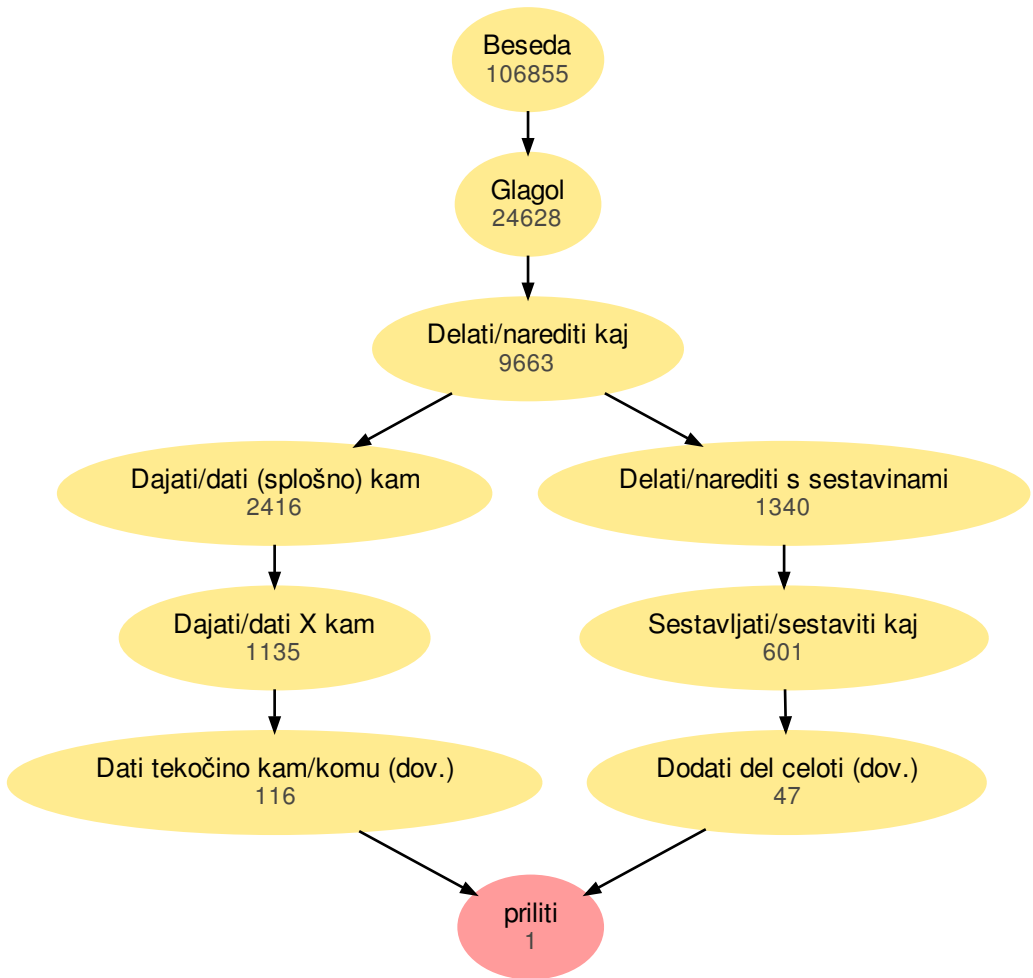 Beseda
106855
Glagol
24628
Delati/narediti kaj
9663
Dajati/dati (splošno) kam
2416
Delati/narediti s sestavinami
1340
Dajati/dati X kam
1135
Sestavljati/sestaviti kaj
601
Dati tekočino kam/komu (dov.)
116
Dodati del celoti (dov.)
47
priliti
1